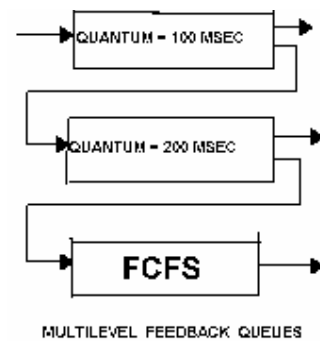 QUANTUM = 100 MSEC
QUANTUM = 200 MSEC
FCFS
MULTILEVEL FEEDBACK QUEUES